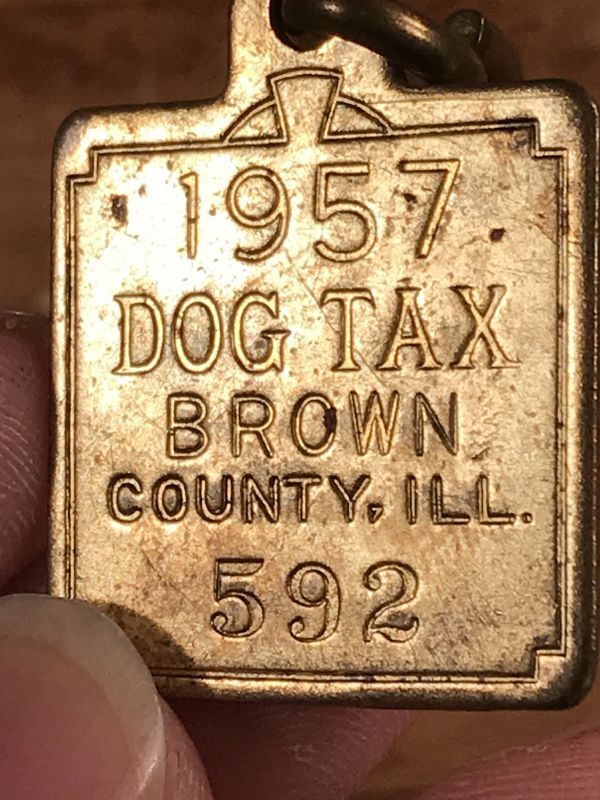 1957
DOG TAX
BROWN
COUNTY, ILL.
592